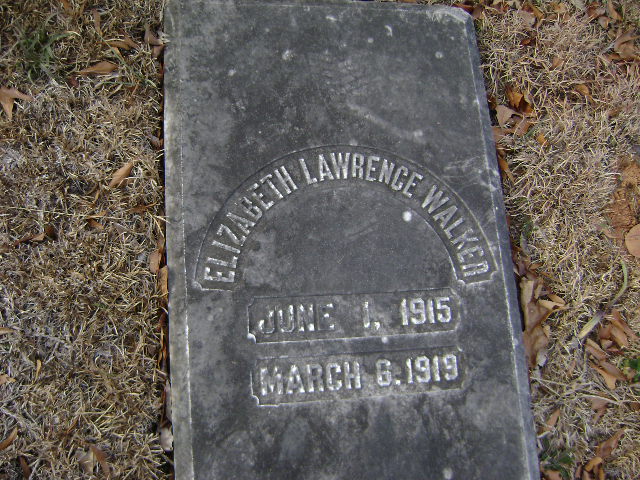 ELIZABETH LAWRENCE WALKER
JUNE 1, 1915
MARCH 6. 1919